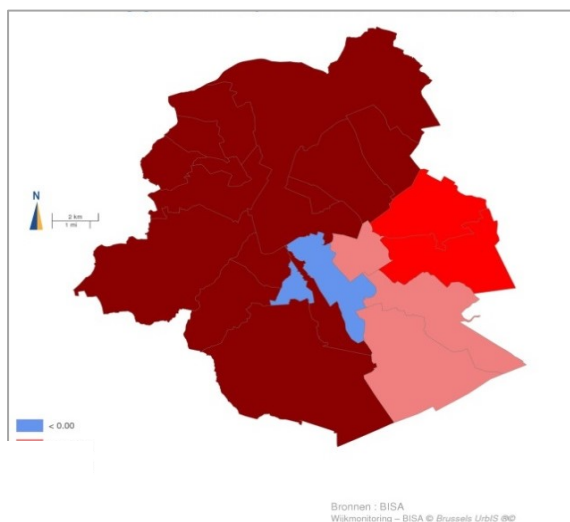 N
2 km
1 mi
< 0.00
Bronnen : BISA
Wijkmonitoring – BISA © Brussels UrbIS ®©